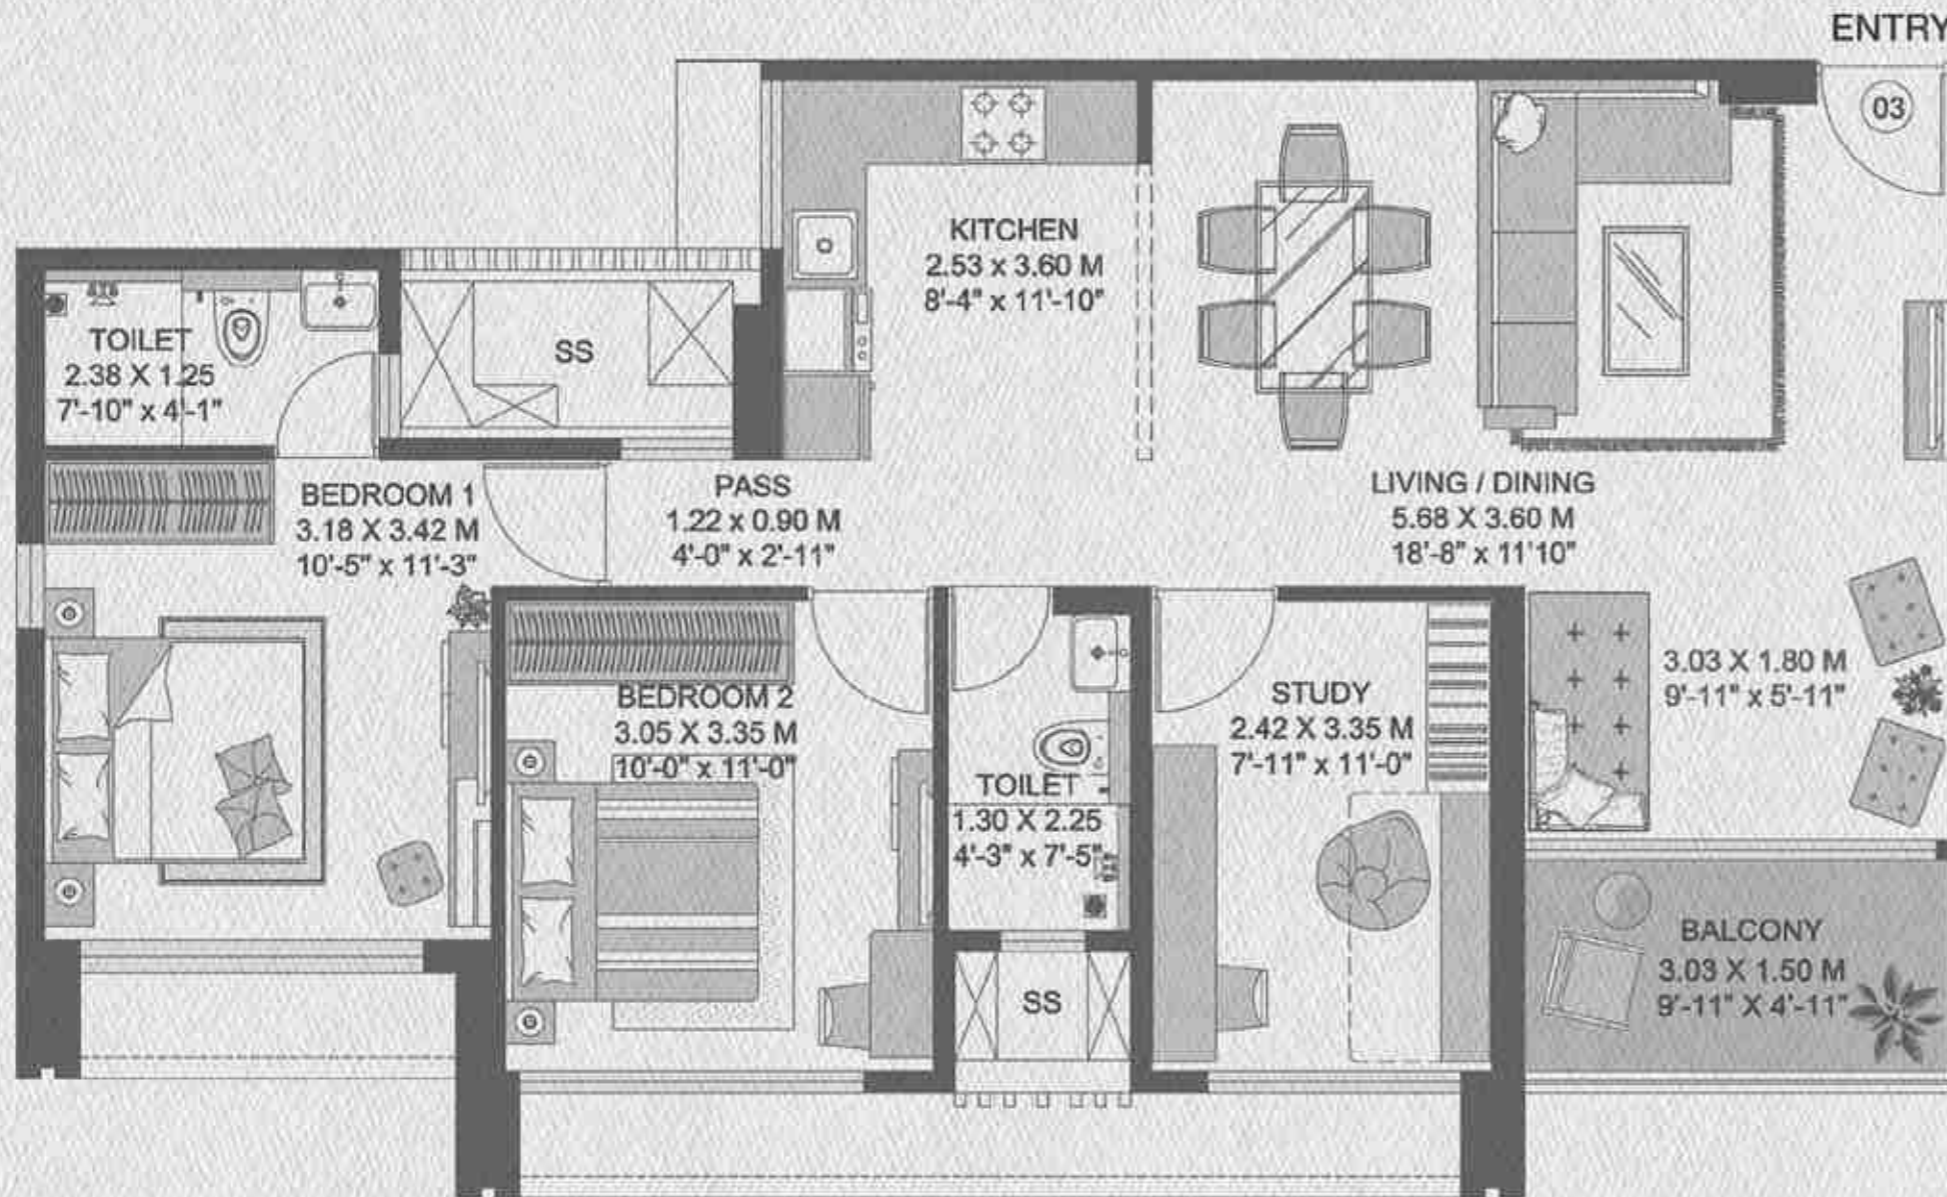 ENTRY
03
KITCHEN
2.53 x 3.60 M
8'-4" x 11'-10"
TOILET
2.38 X 1.25
7'-10" x 4'-1"
SS
BEDROOM 1
3.18 X 3.42 M
10'-5" x 11'-3"
PASS
1.22 x 0.90 M
4'-0" x 2'-11"
LIVING / DINING
5.68 X 3.60 M
18'-8" x 11'10"
BEDROOM 2
3.05 X 3.35 M
10'-0" x 11'-0"
TOILET
1.30 X 2.25
4'-3" x 7'-5"
STUDY
2.42 X 3.35 M
7'-11" x 11'-0"
3.03 X 1.80 M
9'-11" x 5'-11"
SS
BALCONY
3.03 X 1.50 M
9'-11" X 4'-11"